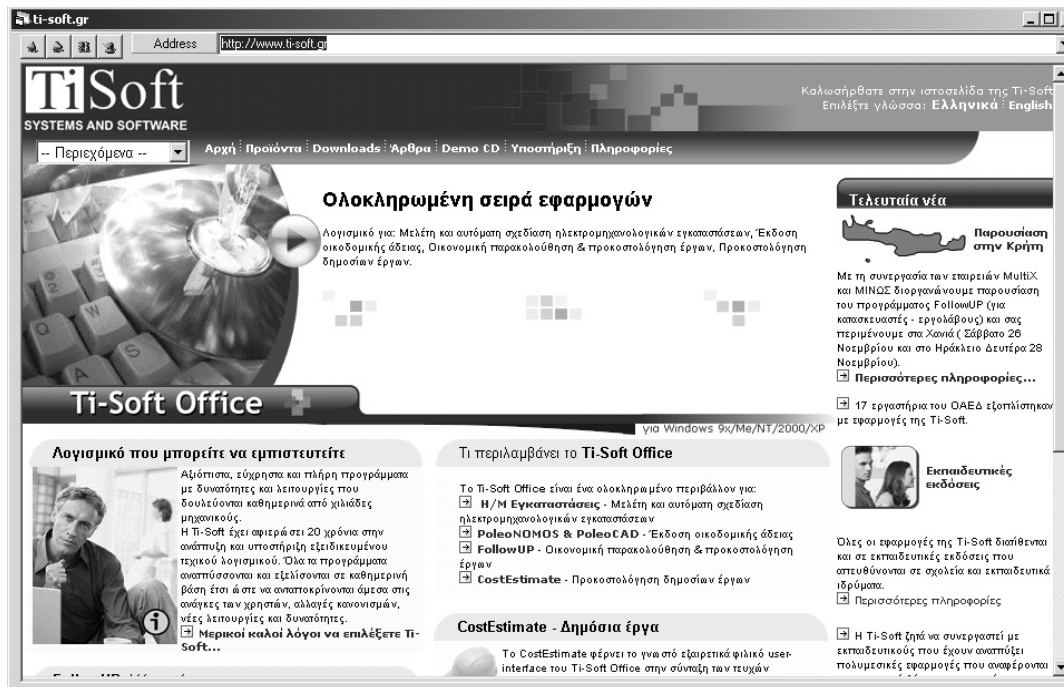 ti-soft.gr
Address http://www.ti-soft.gr
TiSoft
SYSTEMS AND SOFTWARE
Καλωσήρθατε στην ιστοσελίδα της Ti-Soft
Επιλέξτε γλώσσα: Ελληνικά English
-- Περιεχόμενα --
Αρχή Προϊόντα Downloads Άρθρα Demo CD Υποστήριξη Πληροφορίες
Ολοκληρωμένη σειρά εφαρμογών
Λογισμικό για: Μελέτη και αυτόματη σχεδίαση ηλεκτρομηχανολογικών εγκαταστάσεων, Έκδοση
οικοδομικής άδειας, Οικονομική παρακολούθηση & προκοστολόγηση έργων, Προκοστολόγηση
δημοσίων έργων.
Ti-Soft Office
για Windows 9x/Me/NT/2000/XP
Λογισμικό που μπορείτε να εμπιστευτείτε
Αξιόπιστα, εύχρηστα και πλήρη προγράμματα
με δυνατότητες και λειτουργίες που
δουλεύονται καθημερινά από χιλιάδες
μηχανικούς.
Η Ti-Soft έχει αφιερώσει 20 χρόνια στην
ανάπτυξη και υποστήριξη εξειδικευμένου
τεχικού λογισμικού. Όλα τα προγράμματα
αναπτύσσονται και εξελίσονται σε καθημερινή
βάση έτσι ώστε να ανταποκρίνονται άμεσα στις
ανάγκες των χρηστών, αλλαγές κανονισμών,
νέες λειτουργίες και δυνατότητες.
Μερικοί καλοί λόγοι να επιλέξετε Ti-
Soft...
Τι περιλαμβάνει το Ti-Soft Office
Το Ti-Soft Office είναι ένα ολοκληρωμένο περιβάλλον για:
Η/Μ Εγκαταστάσεις - Μελέτη και αυτόματη σχεδίαση
ηλεκτρομηχανολογικών εγκαταστάσεων
PoleoNOMOS & PoleoCAD - Έκδοση οικοδομικής άδειας
FollowUP - Οικονομική παρακολούθηση & προκοστολόγηση
έργων
CostEstimate - Προκοστολόγηση δημοσίων έργων
CostEstimate - Δημόσια έργα
Το CostEstimate φέρνει το γνωστό εξαιρετικά φιλικό user-
interface του Ti-Soft Office στην σύνταξη των τευχών
Τελευταία νέα
Παρουσίαση
στην Κρήτη
Με τη συνεργασία των εταιρειών MultiX
και ΜΙΝΩΣ διοργανώνουμε παρουσίαση
του προγράμματος FollowUP (για
κατασκευαστές - εργολάβους) και σας
περιμένουμε στα Χανιά ( Σάββατο 26
Νοεμβρίου και στο Ηράκλειο Δευτέρα 28
Νοεμβρίου).
Περισσότερες πληροφορίες...
17 εργαστήρια του ΟΑΕΔ εξοπλίστηκαν
με εφαρμογές της Ti-Soft.
Εκπαιδευτικές
εκδόσεις
Όλες οι εφαρμογές της Ti-Soft διατίθενται
και σε εκπαιδευτικές εκδόσεις που
απευθύνονται σε σχολεία και εκπαιδευτικά
ιδρύματα.
Περισσότερες πληροφορίες
Η Ti-Soft ζητά να συνεργαστεί με
εκπαιδευτικούς που έχουν αναπτύξει
πολυμεσικές εφαρμογές που αναφέρονται